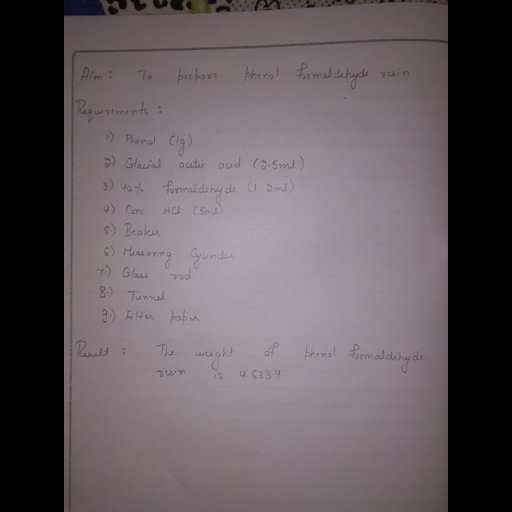 Aim : To prepare phenol formaldehyde resin
Requirements :
1) Phenol (1g)
2) Glacial acetic acid (2.5ml)
3) 40% formaldehyde (1.2ml)
4) Conc HCl (5ml)
5) Beaker
6) Measuring Cylinder
7) Glass rod
8) Funnel
9) Filter paper
Result : The weight of phenol formaldehyde
resin is